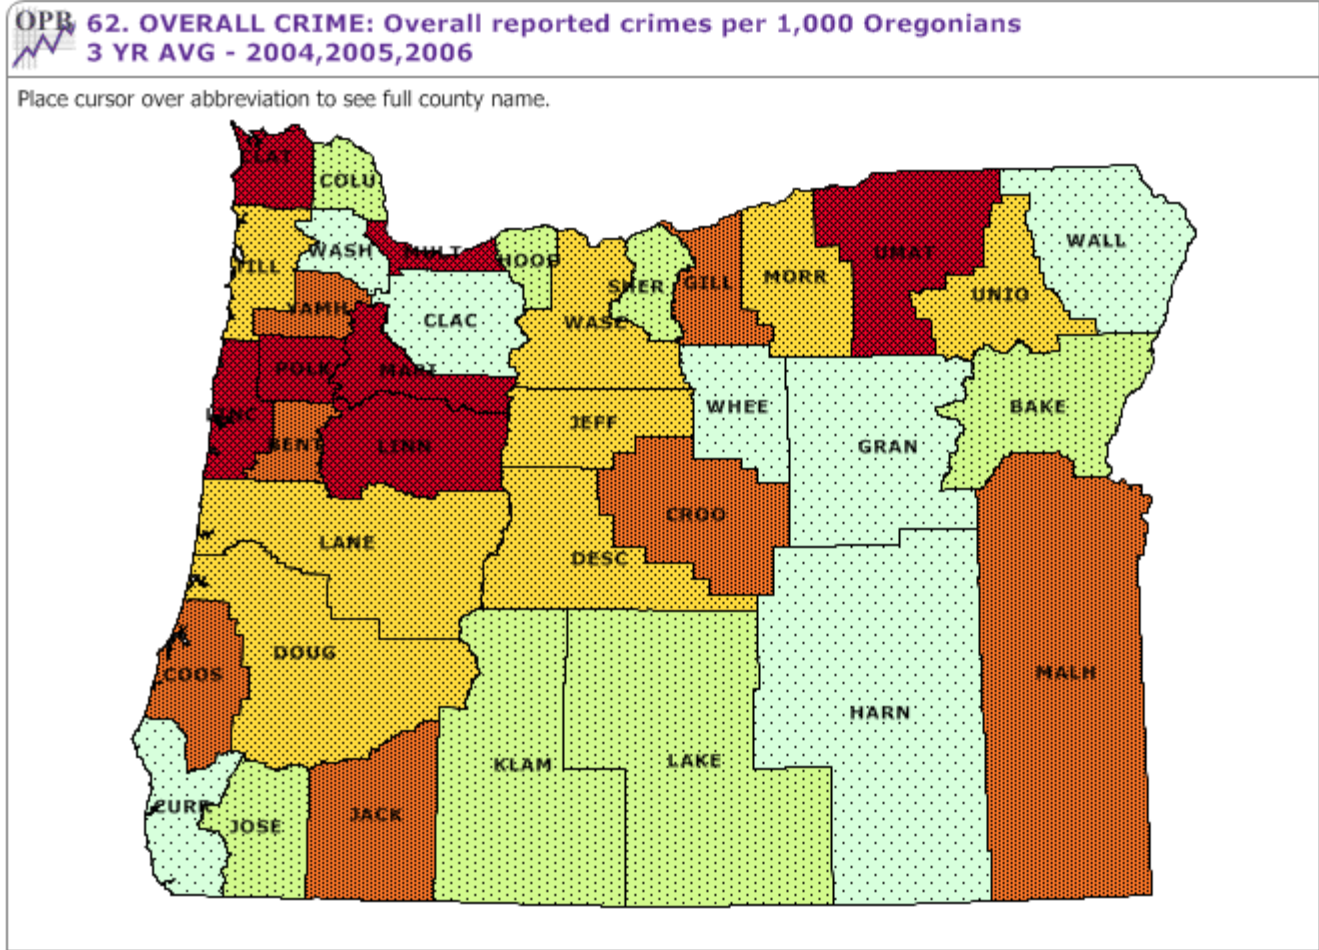 OPB
62. OVERALL CRIME: Overall reported crimes per 1,000 Oregonians
3 YR AVG - 2004,2005,2006
Place cursor over abbreviation to see full county name.
CLAT
COLU
WASH
MULT
HOOD
TILL
SHER
GILL
MORR
UMAT
WALL
UNIO
YAMH
CLAC
WASC
POLK
MARI
LINC
BENT
LINN
JEFF
WHEE
GRAN
BAKE
LANE
CROO
DESC
DOUG
COOS
MALH
HARN
KLAM
LAKE
CURR
JOSE
JACK